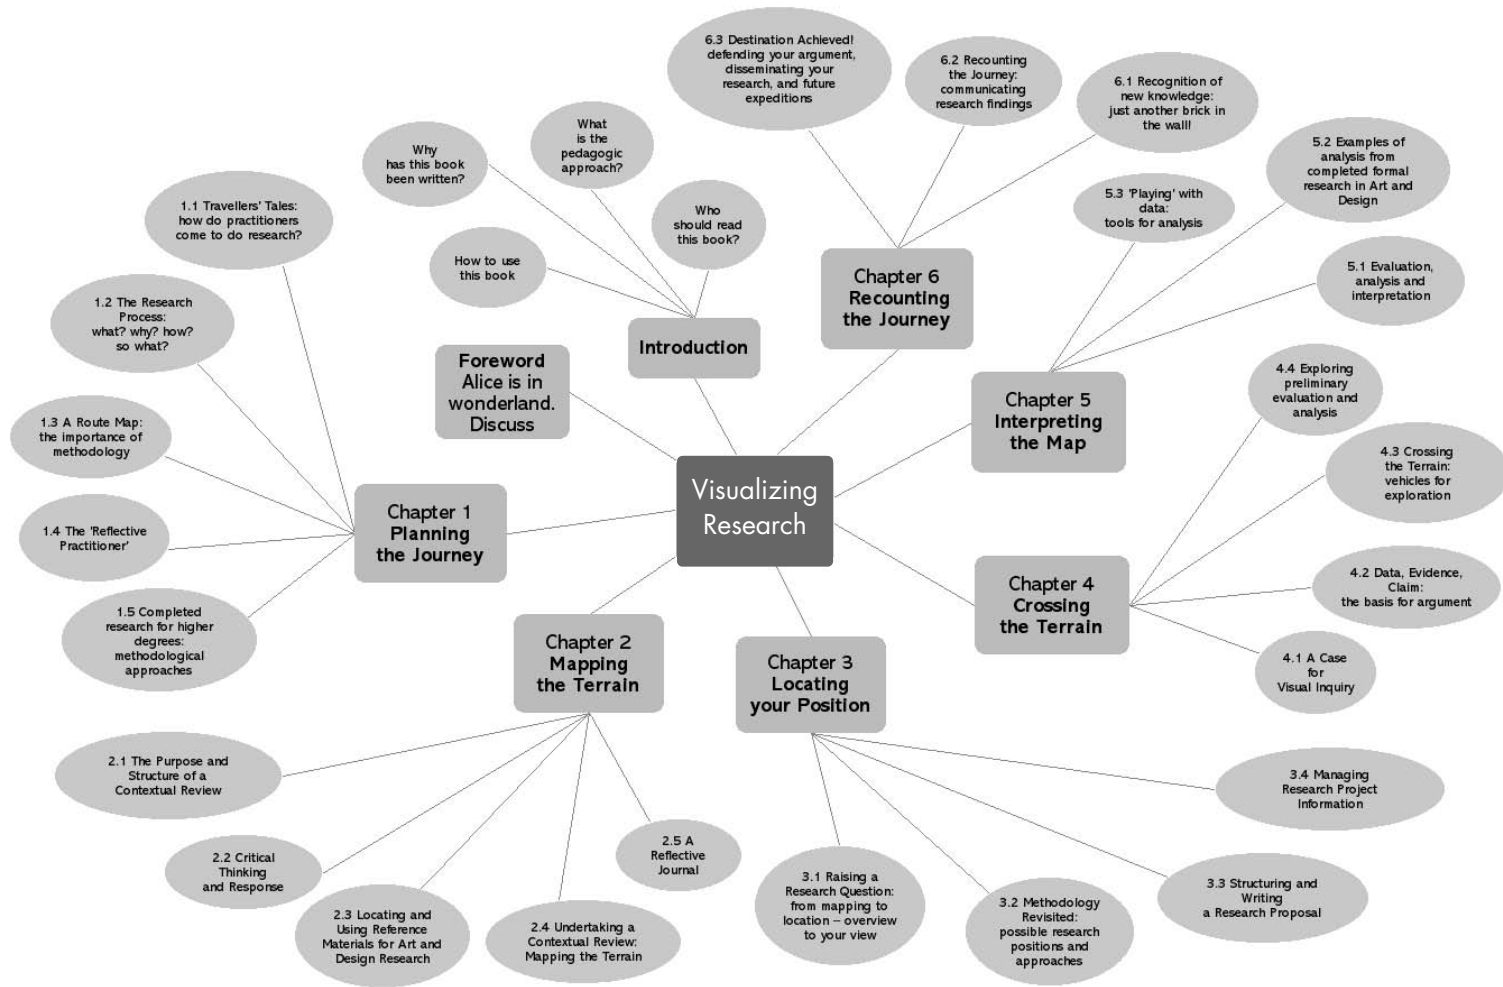 Visualizing
Research
Foreword
Alice is in
wonderland.
Discuss
Introduction
Why
has this book
been written?
What
is the
pedagogic
approach?
Who
should read
this book?
How to use
this book
Chapter 1
Planning
the Journey
1.1 Travellers' Tales:
how do practitioners
come to do research?
1.2 The Research
Process:
what? why? how?
so what?
1.3 A Route Map:
the importance of
methodology
1.4 The 'Reflective
Practitioner'
1.5 Completed
research for higher
degrees:
methodological
approaches
Chapter 2
Mapping
the Terrain
2.1 The Purpose and
Structure of a
Contextual Review
2.2 Critical
Thinking
and Response
2.3 Locating and
Using Reference
Materials for Art and
Design Research
2.4 Undertaking a
Contextual Review:
Mapping the Terrain
2.5 A
Reflective
Journal
Chapter 3
Locating
your Position
3.1 Raising a
Research Question:
from mapping to
location – overview
to your view
3.2 Methodology
Revisited:
possible research
positions and
approaches
3.3 Structuring and
Writing
a Research Proposal
3.4 Managing
Research Project
Information
Chapter 4
Crossing
the Terrain
4.1 A Case
for
Visual Inquiry
4.2 Data, Evidence,
Claim:
the basis for argument
4.3 Crossing
the Terrain:
vehicles for
exploration
4.4 Exploring
preliminary
evaluation and
analysis
Chapter 5
Interpreting
the Map
5.1 Evaluation,
analysis and
interpretation
5.2 Examples of
analysis from
completed formal
research in Art and
Design
5.3 'Playing' with
data:
tools for analysis
Chapter 6
Recounting
the Journey
6.1 Recognition of
new knowledge:
just another brick in
the wall!
6.2 Recounting
the Journey:
communicating
research findings
6.3 Destination Achieved!
defending your argument,
disseminating your
research, and future
expeditions